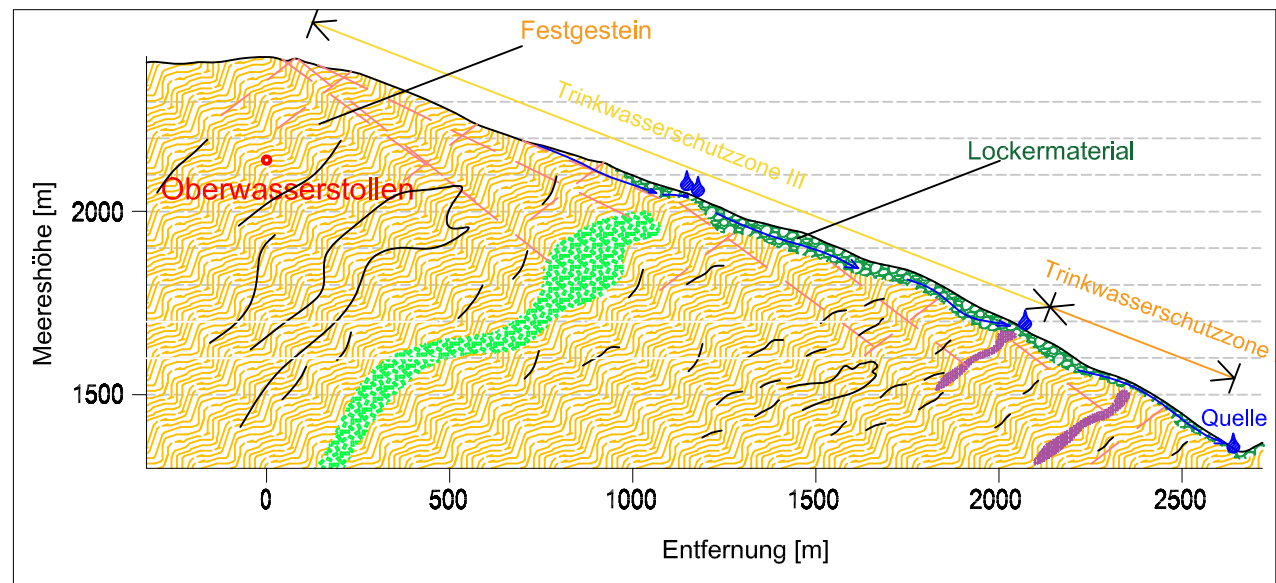 Festgestein
Trinkwasserschutzzone III
Lockermaterial
Oberwasserstollen
Trinkwasserschutzzone
Quelle
Meereshöhe [m]
2000
1500
0 500 1000 1500 2000 2500
Entfernung [m]